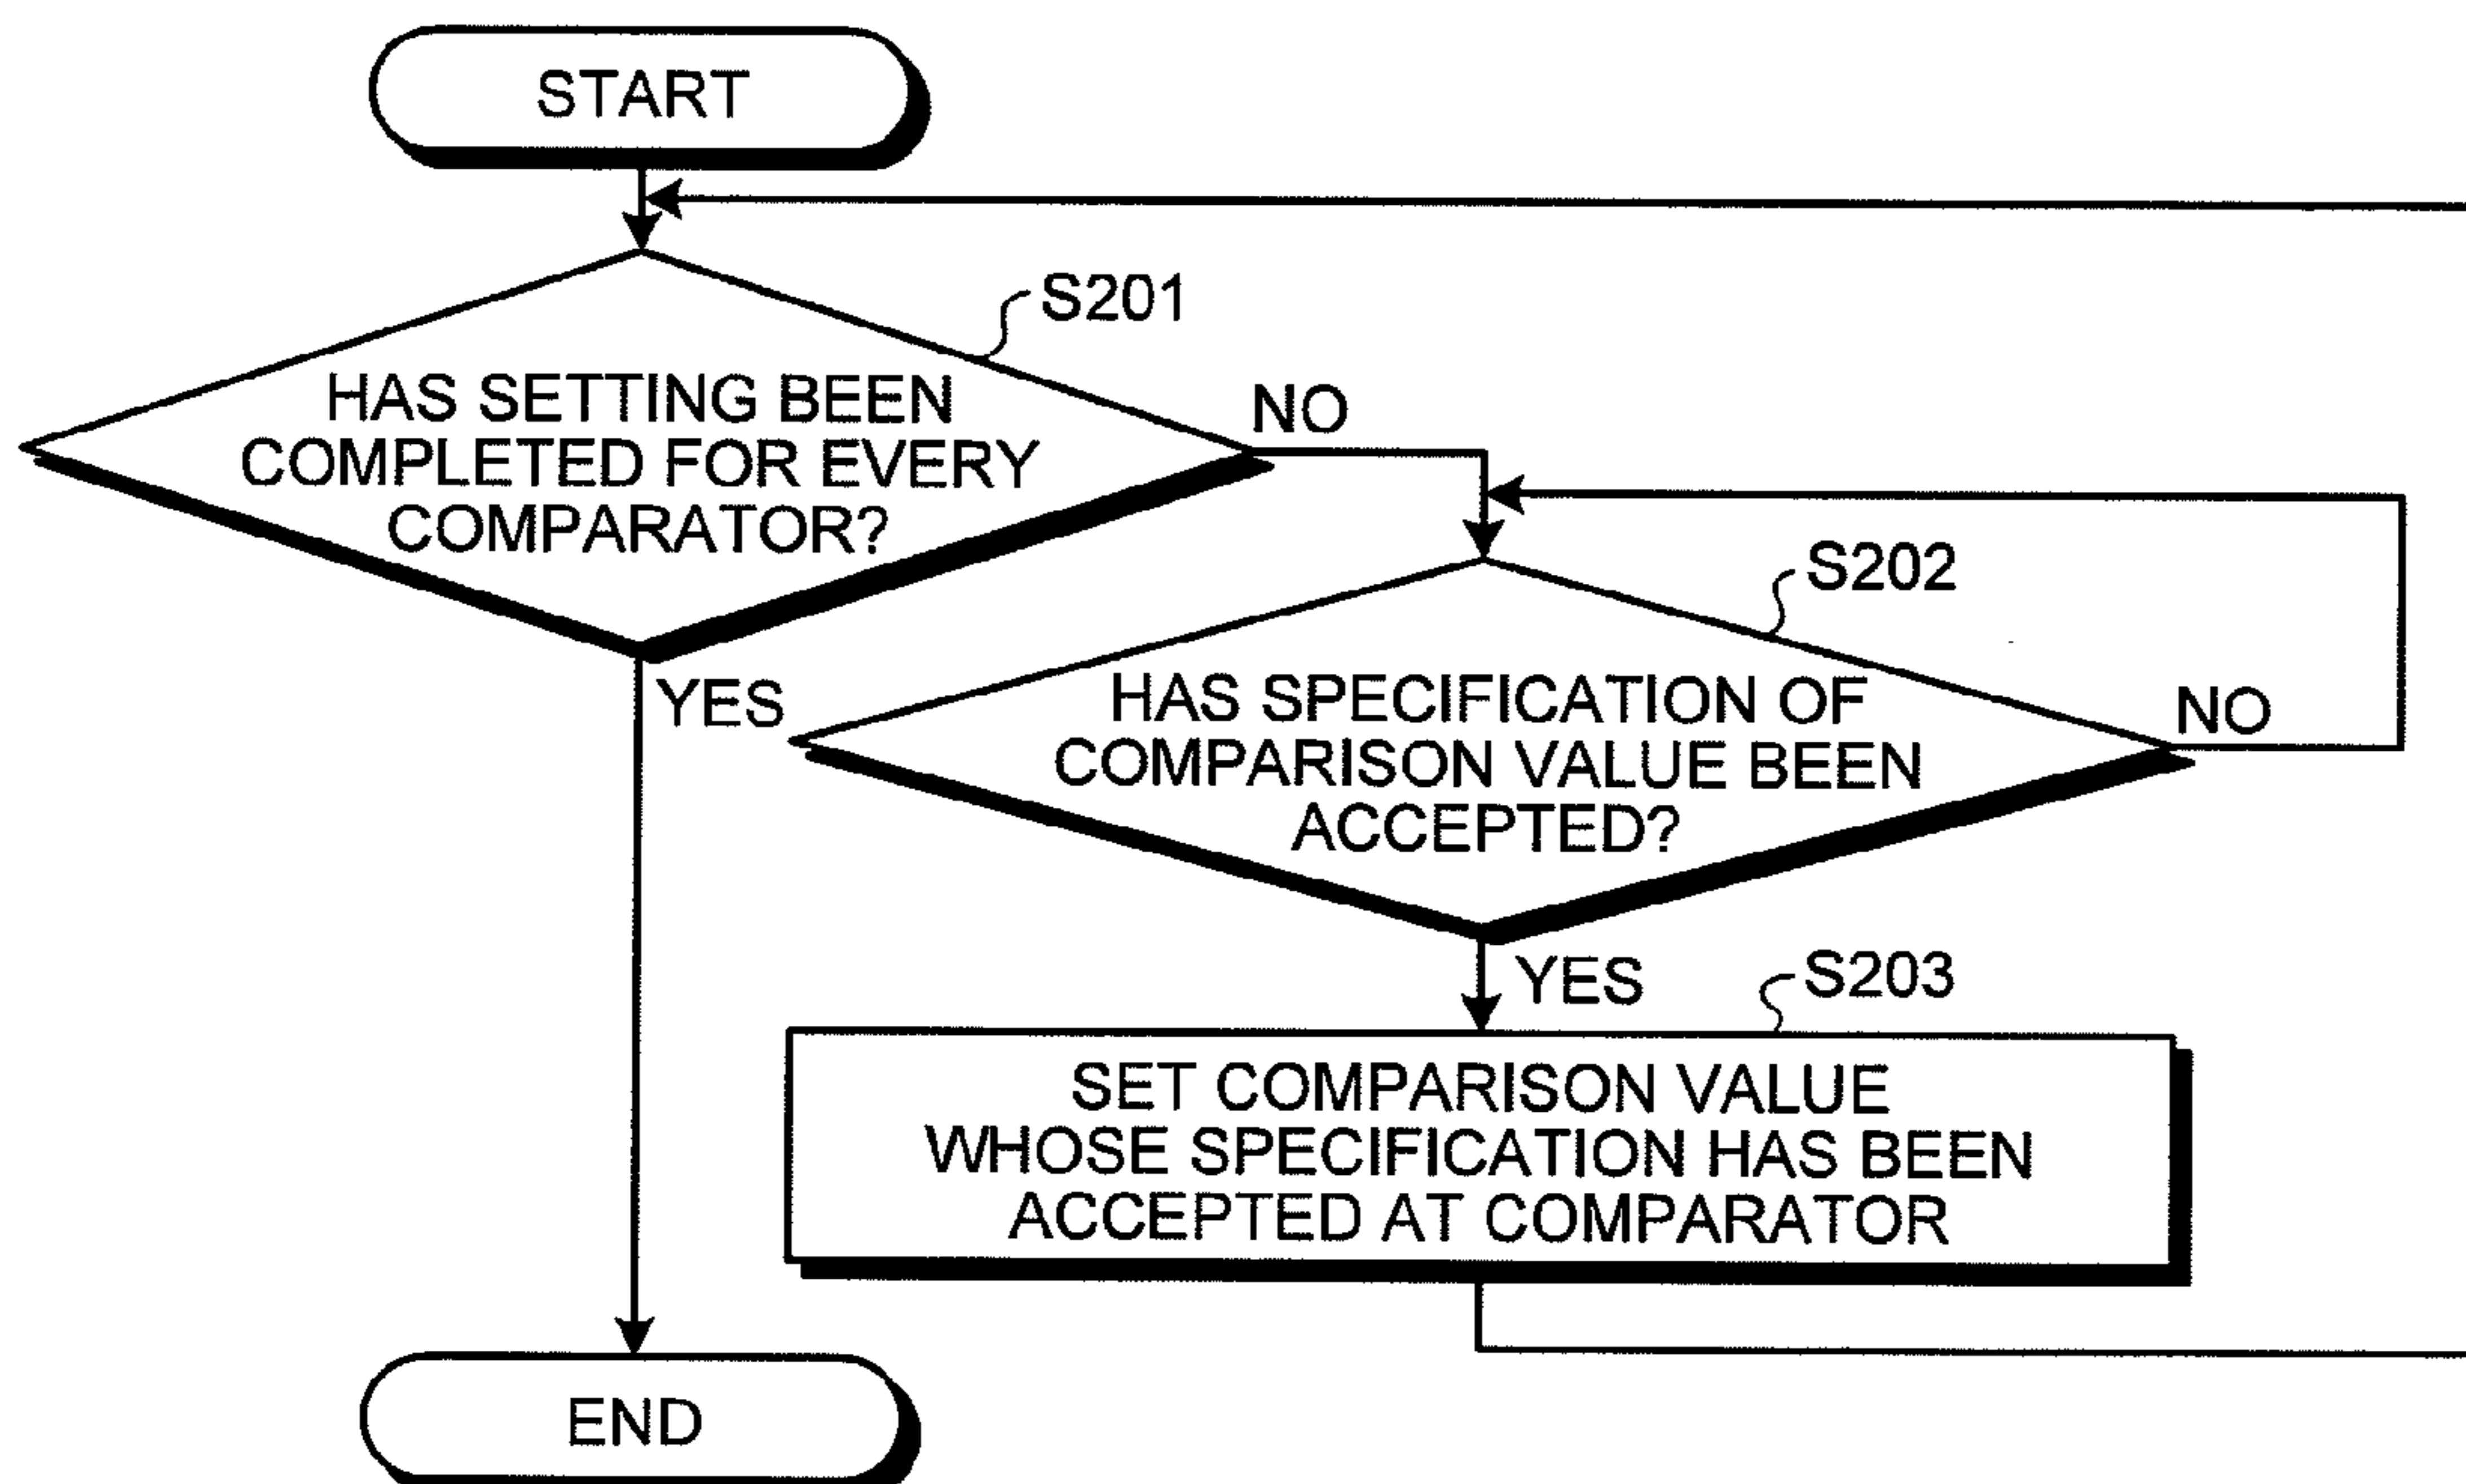 START
S201
HAS SETTING BEEN
COMPLETED FOR EVERY
COMPARATOR?
NO
YES
S202
HAS SPECIFICATION OF
COMPARISON VALUE BEEN
ACCEPTED?
NO
YES
S203
SET COMPARISON VALUE
WHOSE SPECIFICATION HAS BEEN
ACCEPTED AT COMPARATOR
END